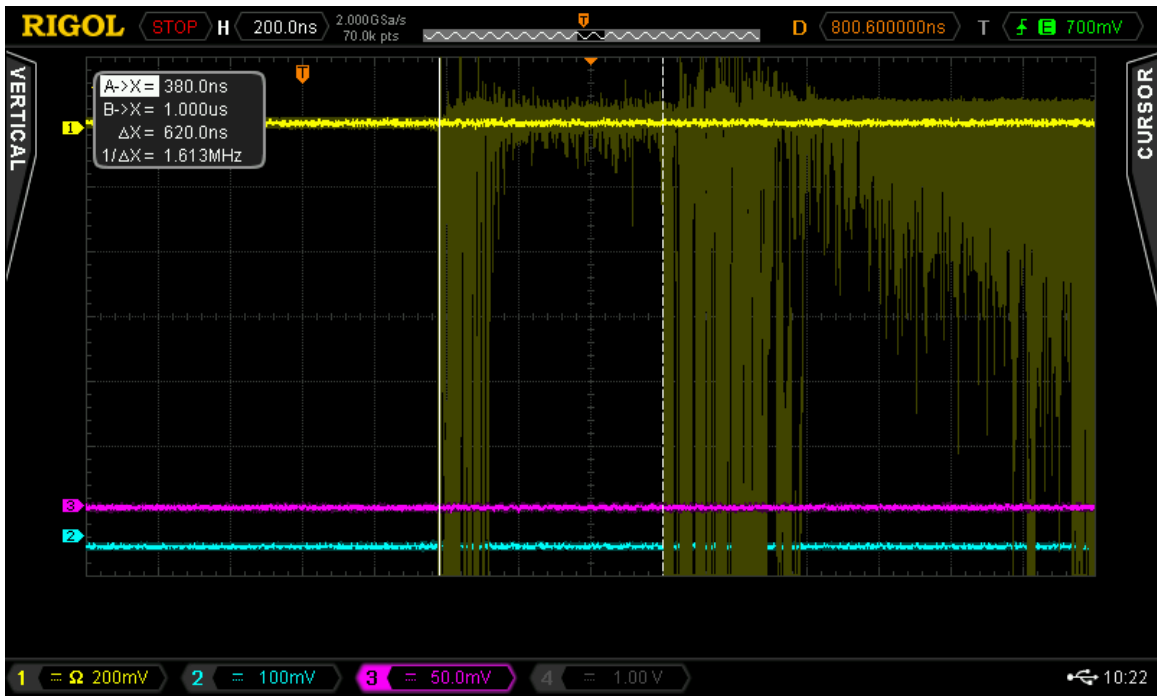 RIGOL STOP H 200.0ns 2.000GSa/s 70.0k pts D 800.600000ns T E 700mV
T
VERTICAL
CURSOR
T
A->X= 380.0ns
B->X= 1.000us
ΔX= 620.0ns
1/ΔX= 1.613MHz
1
3
2
1 = Ω 200mV 2 = 100mV 3 = 50.0mV 4 = 1.00 V 10:22